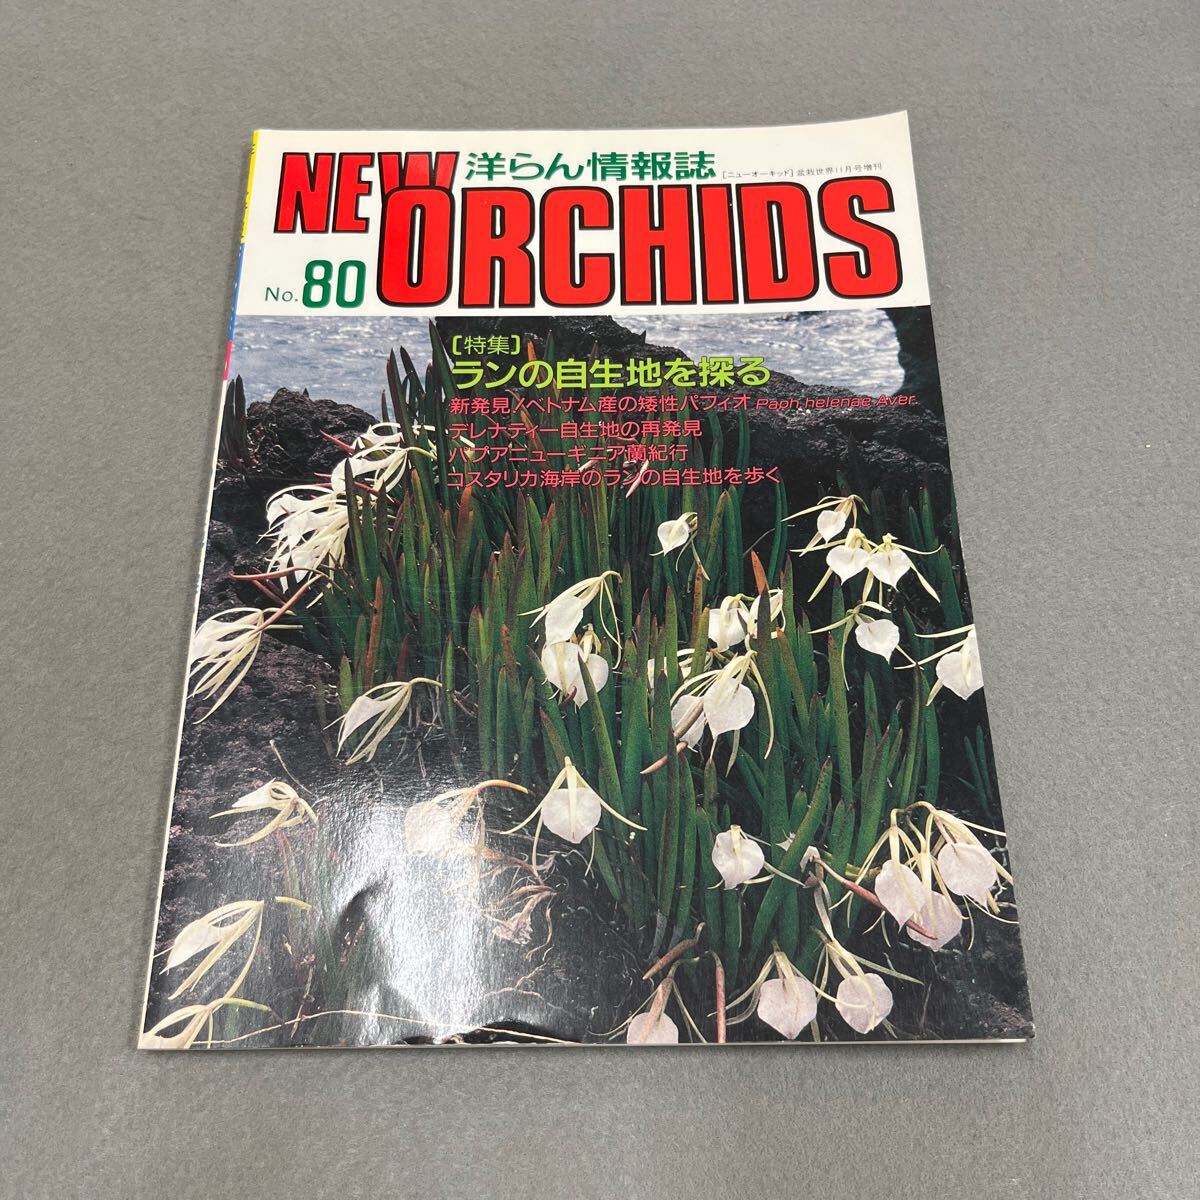 洋らん情報誌
[ニューオーキッド] 盆栽世界11月号増刊
NEW ORCHIDS
No.80
[特集]
ランの自生地を探る
新発見!ベトナム産の矮性パフィオ Paph.helenae Aver.
デレナティー自生地の再発見
パプアニューギニア蘭紀行
コスタリカ海岸のランの自生地を歩く